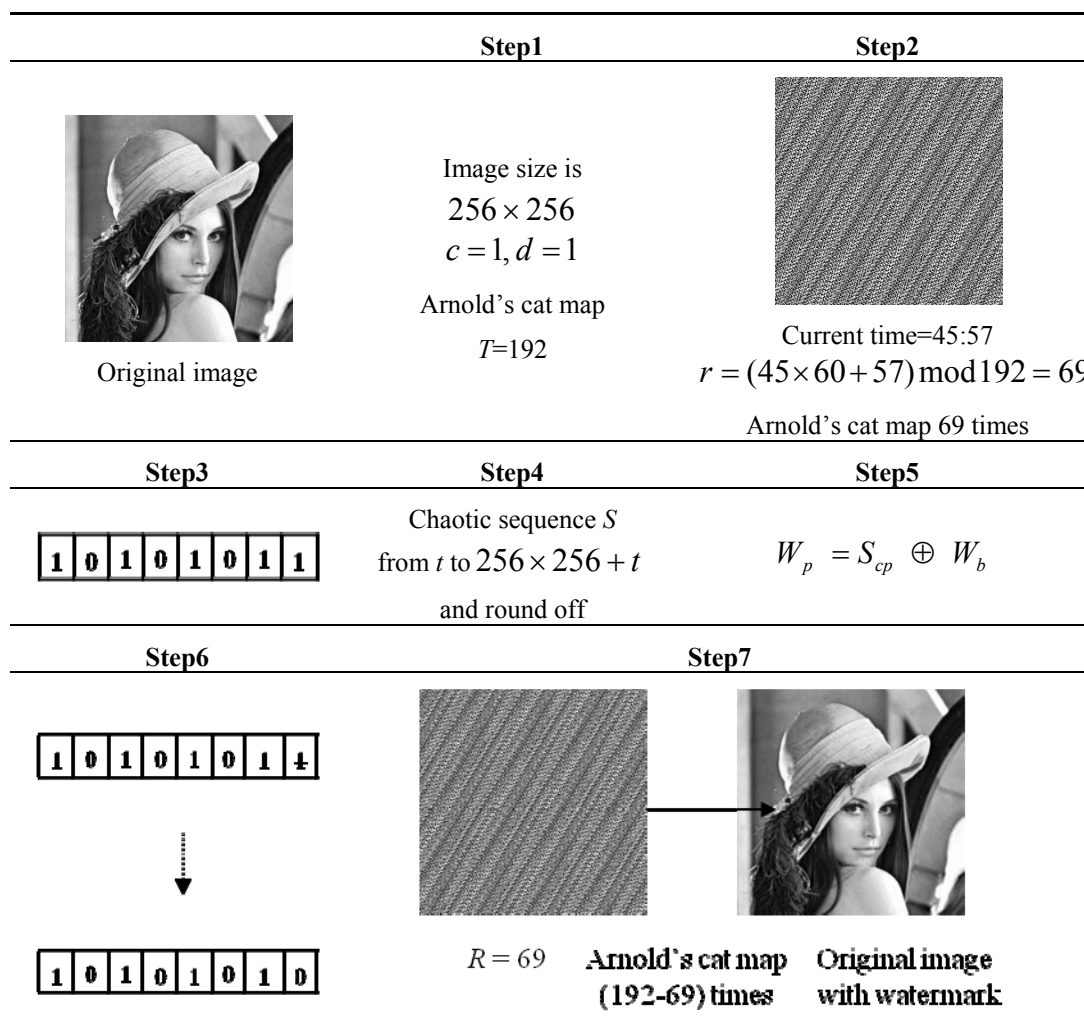 Step1 Step2
Original image
Image size is
256 × 256
c = 1, d = 1
Arnold's cat map
T=192
Current time=45:57
r = (45×60+57) mod192 = 69
Arnold's cat map 69 times
Step3 Step4 Step5
1 0 1 0 1 0 1 1
Chaotic sequence S
from t to 256 × 256 + t
and round off
W_p = S_cp ⊕ W_b
Step6 Step7
1 0 1 0 1 0 1 1
1 0 1 0 1 0 1 0
R = 69
Arnold's cat map
(192-69) times
Original image
with watermark